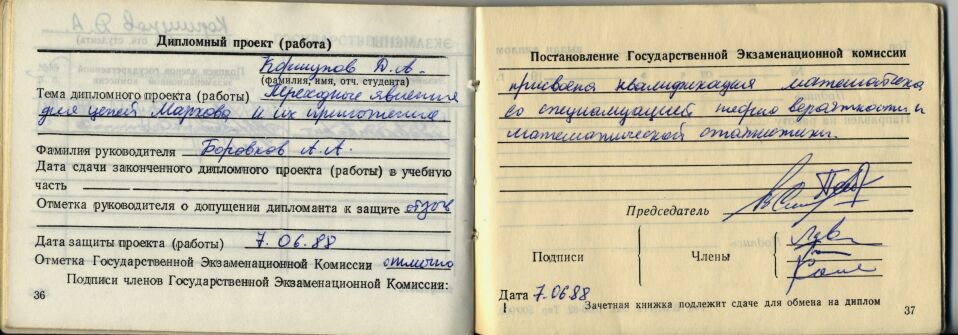 Дипломный проект (работа)
Коршунов Д.А.
(фамилия, имя, отч. студента)
Тема дипломного проекта (работы) Переходные явления
для цепей Маркова и их приложение
Фамилия руководителя Боровков А.А.
Дата сдачи законченного дипломного проекта (работы) в учебную
часть
Отметка руководителя о допущении дипломанта к защите отзыв
Дата защиты проекта (работы) 7.06.88
Отметка Государственной Экзаменационной Комиссии отлично
Подписи членов Государственной Экзаменационной Комиссии:
36
Постановление Государственной Экзаменационной комиссии
присвоена квалификация математика
со специализацией теория вероятности и
математической статистики.
Председатель
Подписи
Члены
Дата 7.06.88
Зачетная книжка подлежит сдаче для обмена на диплом
37